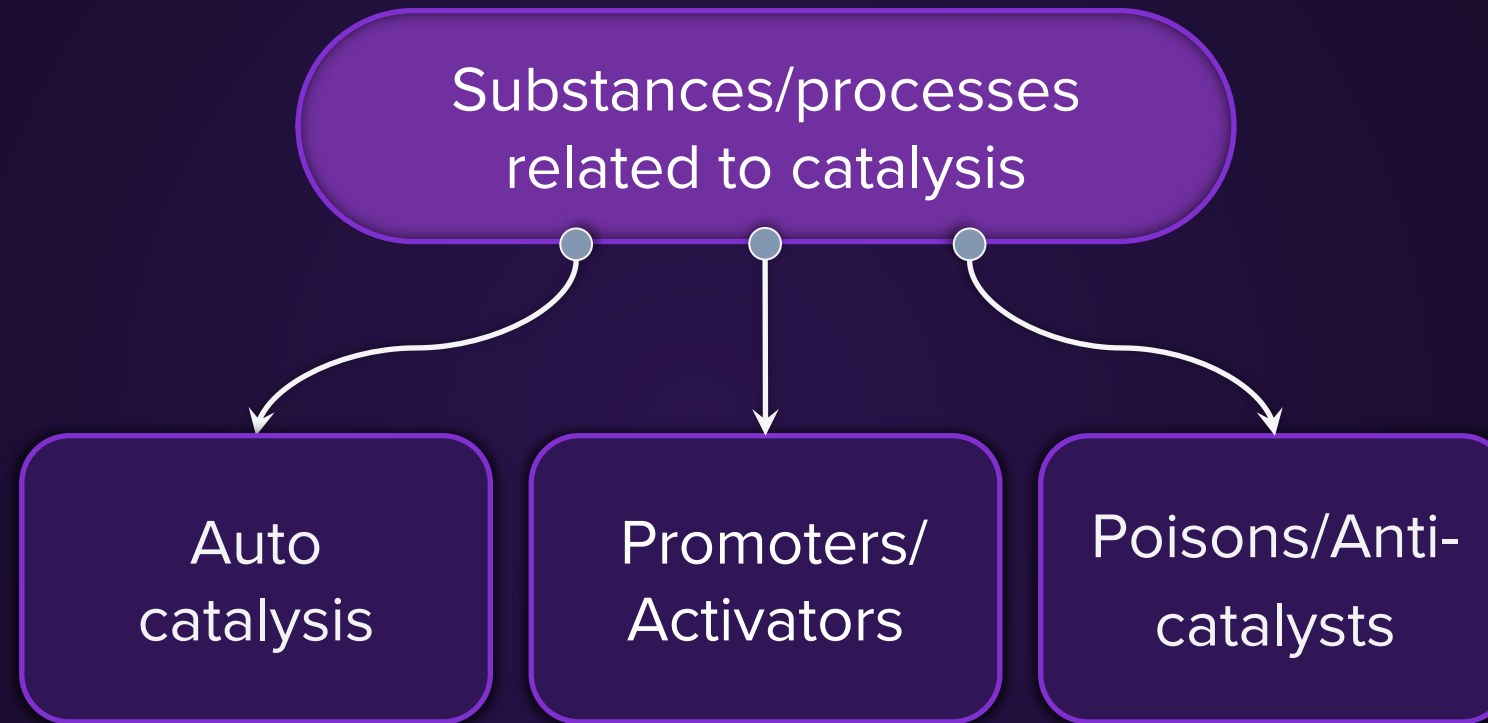 Substances/processes
related to catalysis
Auto
catalysis
Promoters/
Activators
Poisons/Anti-
catalysts